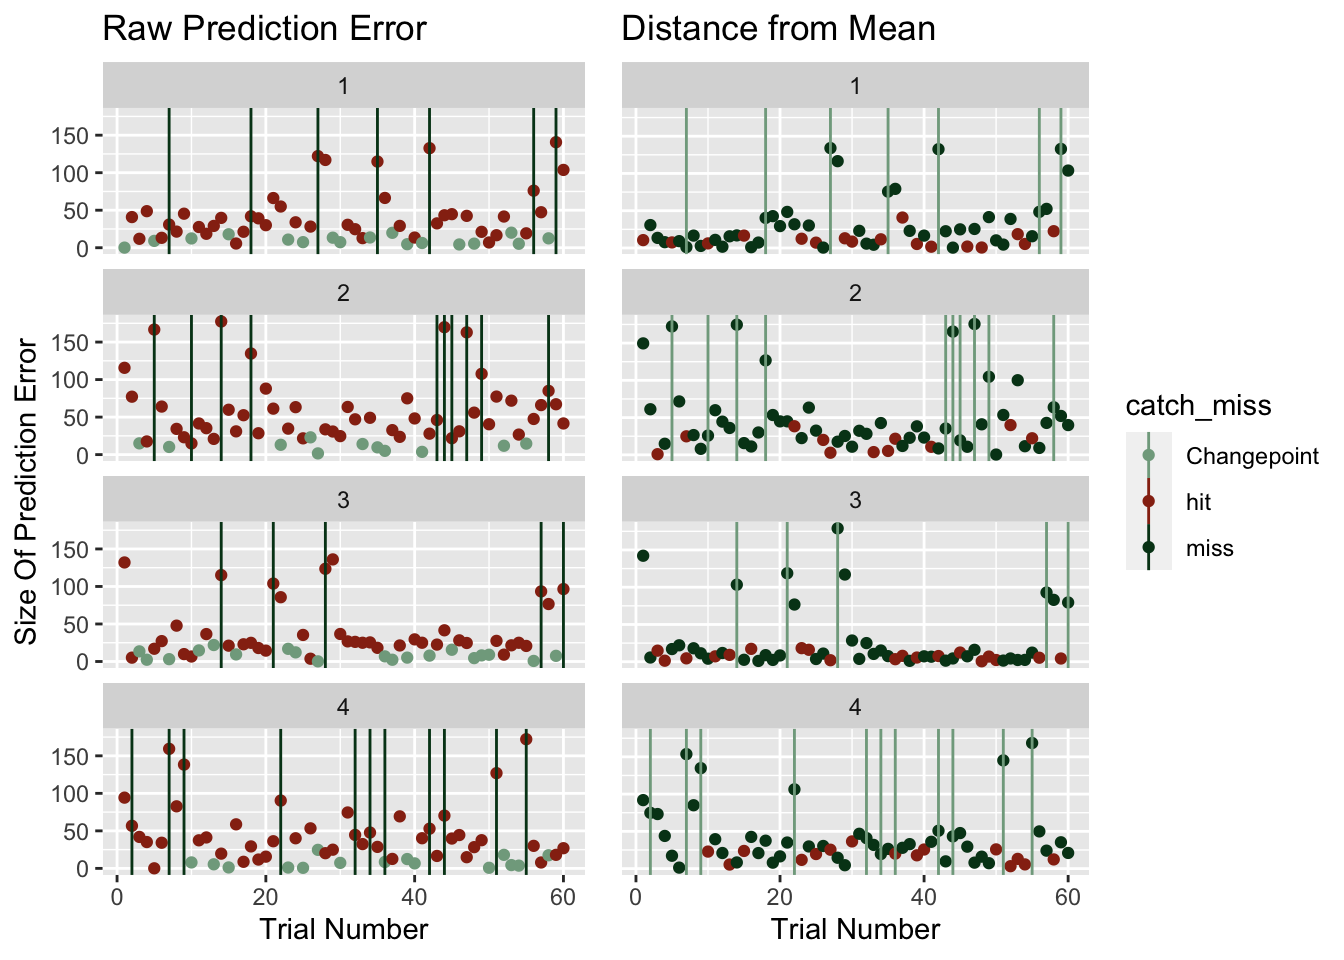 Raw Prediction Error
Distance from Mean
1
1
150
100
50
0
2
2
150
100
50
0
3
3
150
100
50
0
4
4
150
100
50
0
0 20 40 60
0 20 40 60
Trial Number
Trial Number
Size Of Prediction Error
catch_miss
Changepoint
hit
miss